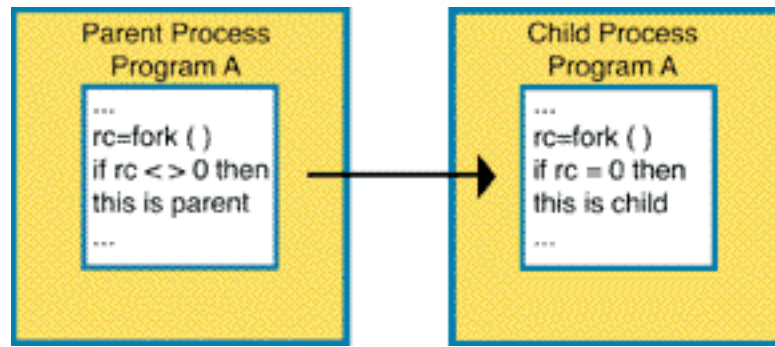 Parent Process
Program A
...
rc=fork ( )
if rc < > 0 then
this is parent
...
Child Process
Program A
...
rc=fork ( )
if rc = 0 then
this is child
...